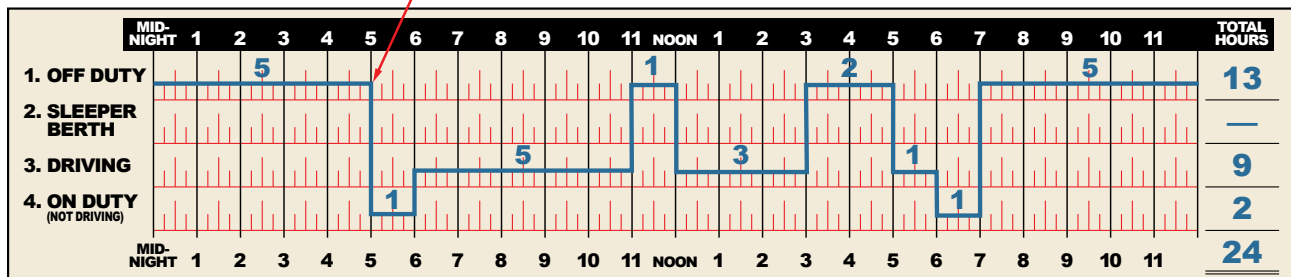 MID-NIGHT 1 2 3 4 5 6 7 8 9 10 11 NOON 1 2 3 4 5 6 7 8 9 10 11 TOTAL HOURS
1. OFF DUTY 5 1 2 5 13
2. SLEEPER BERTH —
3. DRIVING 5 3 1 9
4. ON DUTY 1 1 2
(NOT DRIVING)
MID-NIGHT 1 2 3 4 5 6 7 8 9 10 11 NOON 1 2 3 4 5 6 7 8 9 10 11 24